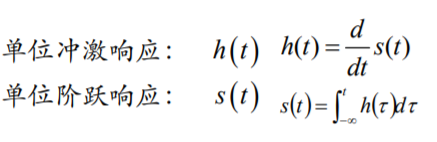 单位冲激响应： h(t) h(t)=d/dt s(t)
单位阶跃响应： s(t) s(t)=∫_{-∞}^{t} h(τ)dτ